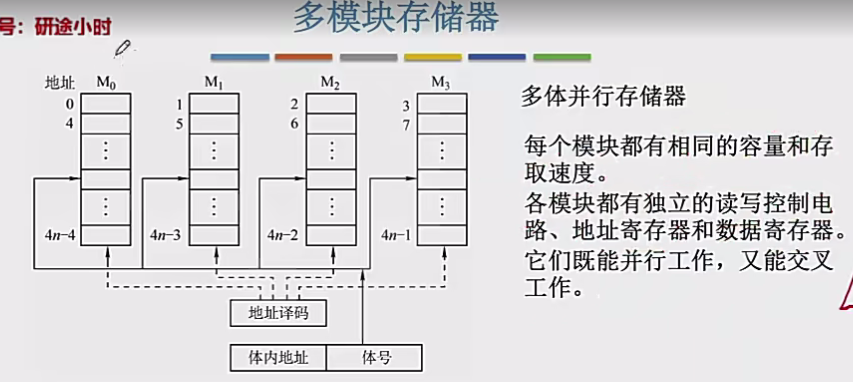 号：研途小时
多模块存储器
地址 M₀ M₁ M₂ M₃
0 1 2 3
4 5 6 7
⋮ ⋮ ⋮ ⋮
⋮ ⋮ ⋮ ⋮
4n−4 4n−3 4n−2 4n−1
地址译码
体内地址 体号
多体并行存储器
每个模块都有相同的容量和存
取速度。
各模块都有独立的读写控制电
路、地址寄存器和数据寄存器。
它们既能并行工作，又能交叉
工作。